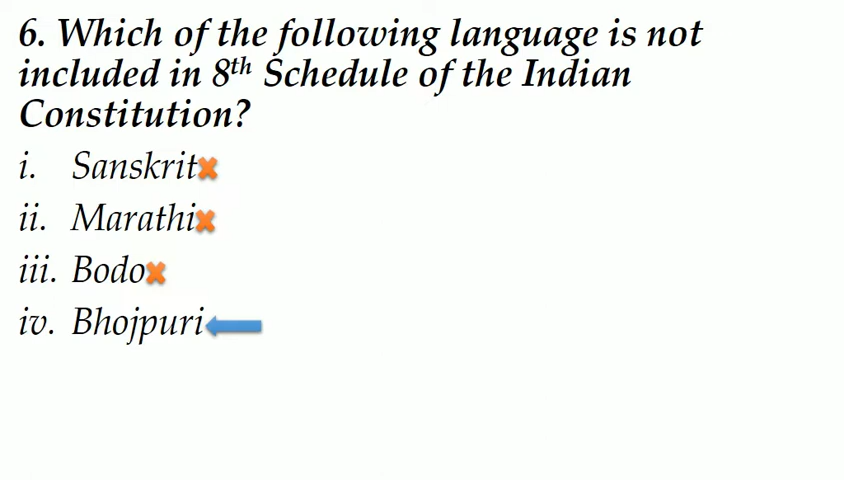 6. Which of the following language is not
included in 8th Schedule of the Indian
Constitution?
i. Sanskrit
ii. Marathi
iii. Bodo
iv. Bhojpuri